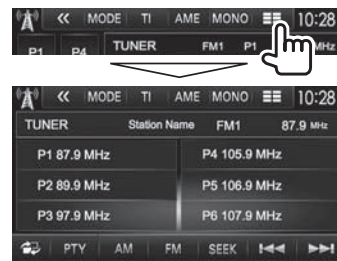 « MODE TI AME MONO 10:28
P1 P4 TUNER FM1 P1 MHz
« MODE TI AME MONO 10:28
TUNER Station Name FM1 87.9 MHz
P1 87.9 MHz P4 105.9 MHz
P2 89.9 MHz P5 106.9 MHz
P3 97.9 MHz P6 107.9 MHz
PTY AM FM SEEK